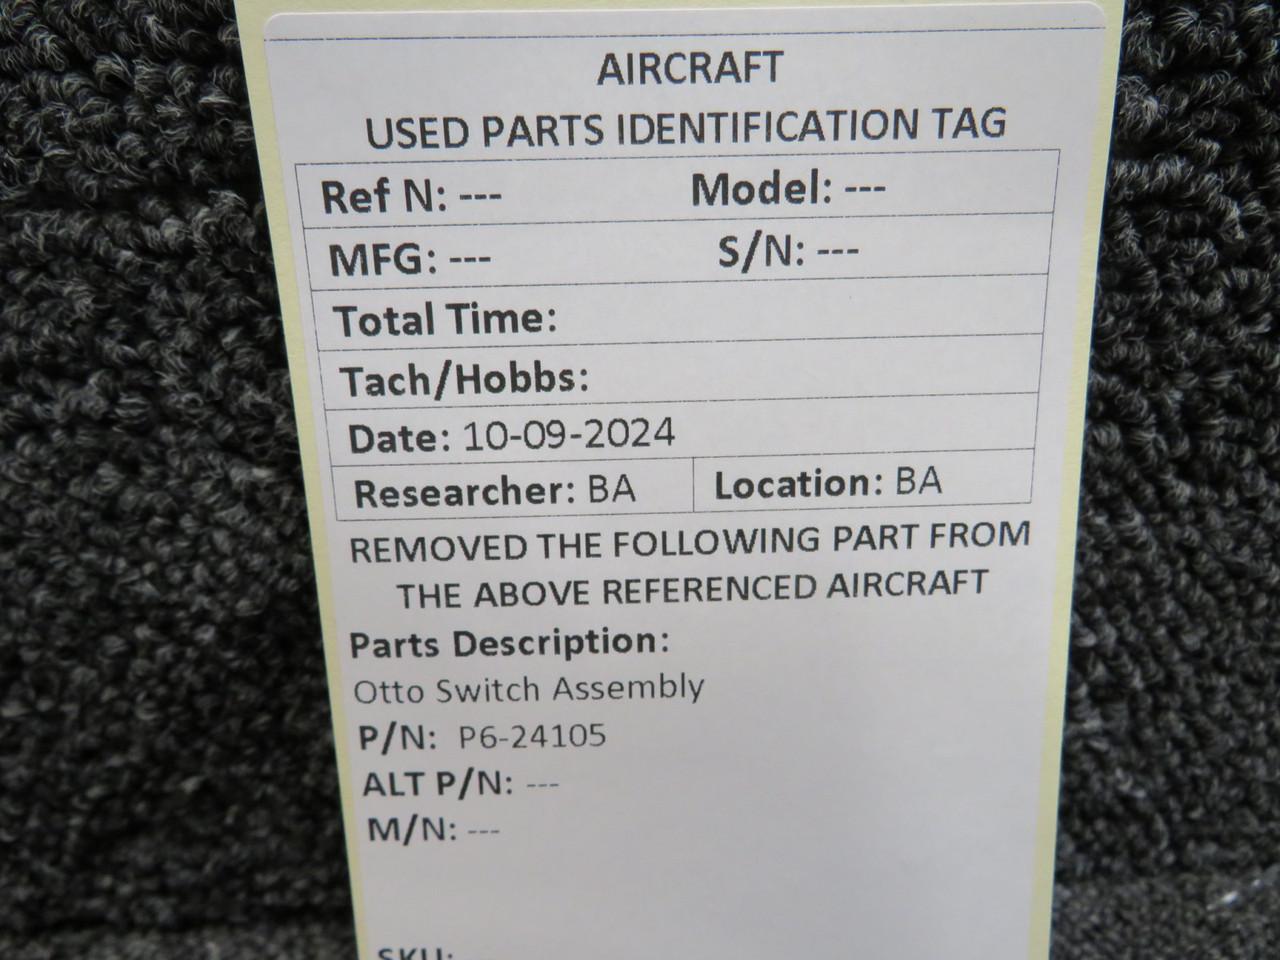 AIRCRAFT
USED PARTS IDENTIFICATION TAG
Ref N: --- Model: ---
MFG: --- S/N: ---
Total Time:
Tach/Hobbs:
Date: 10-09-2024
Researcher: BA Location: BA
REMOVED THE FOLLOWING PART FROM
THE ABOVE REFERENCED AIRCRAFT
Parts Description:
Otto Switch Assembly
P/N: P6-24105
ALT P/N: ---
M/N: ---
SKU: